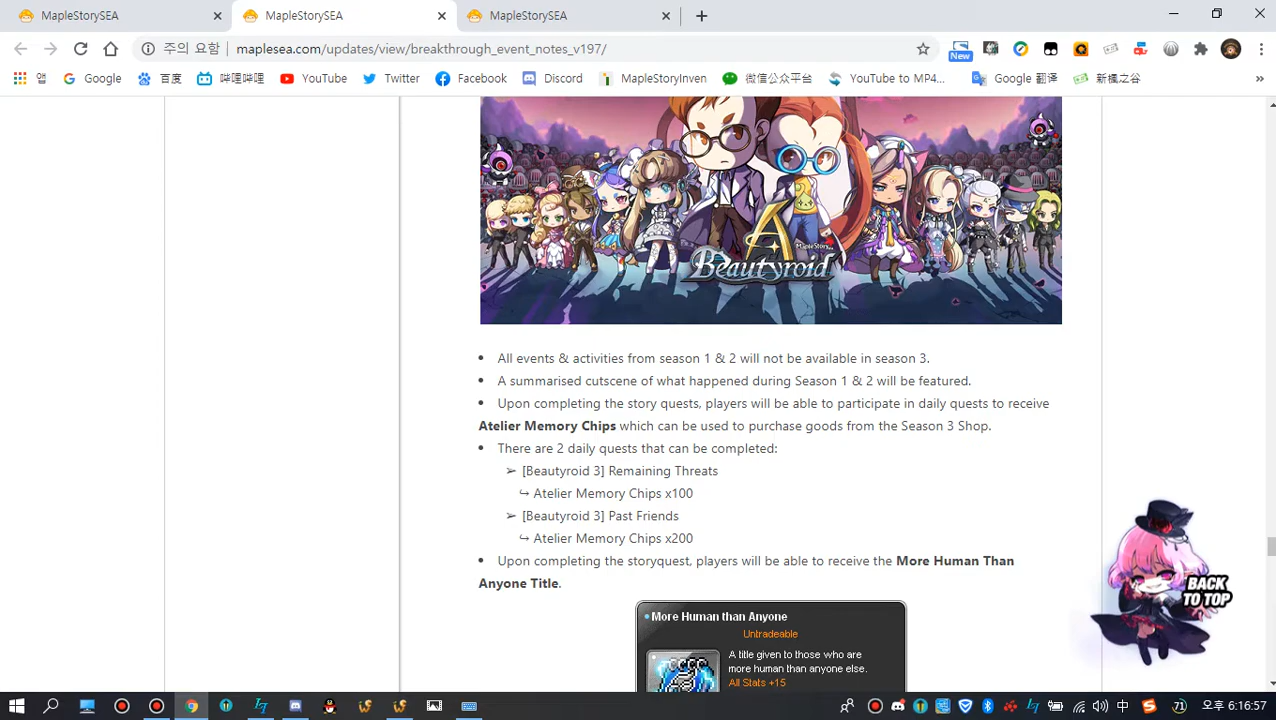 MapleStorySEA
MapleStorySEA
MapleStorySEA
주의 요함
maplesea.com/updates/view/breakthrough_event_notes_v197/
New
앱
Google
百度
哔哩哔哩
YouTube
Twitter
Facebook
Discord
MapleStoryInven
微信公众平台
YouTube to MP4...
Google 翻译
新楓之谷
»
MapleStory
Beautyroid
• All events & activities from season 1 & 2 will not be available in season 3.
• A summarised cutscene of what happened during Season 1 & 2 will be featured.
• Upon completing the story quests, players will be able to participate in daily quests to receive
Atelier Memory Chips which can be used to purchase goods from the Season 3 Shop.
• There are 2 daily quests that can be completed:
➢ [Beautyroid 3] Remaining Threats
↪ Atelier Memory Chips x100
➢ [Beautyroid 3] Past Friends
↪ Atelier Memory Chips x200
• Upon completing the storyquest, players will be able to receive the More Human Than
Anyone Title.
BACK
TO TOP
More Human than Anyone
Untradeable
A title given to those who are
more human than anyone else.
All Stats +15
中
오후 6:16:57